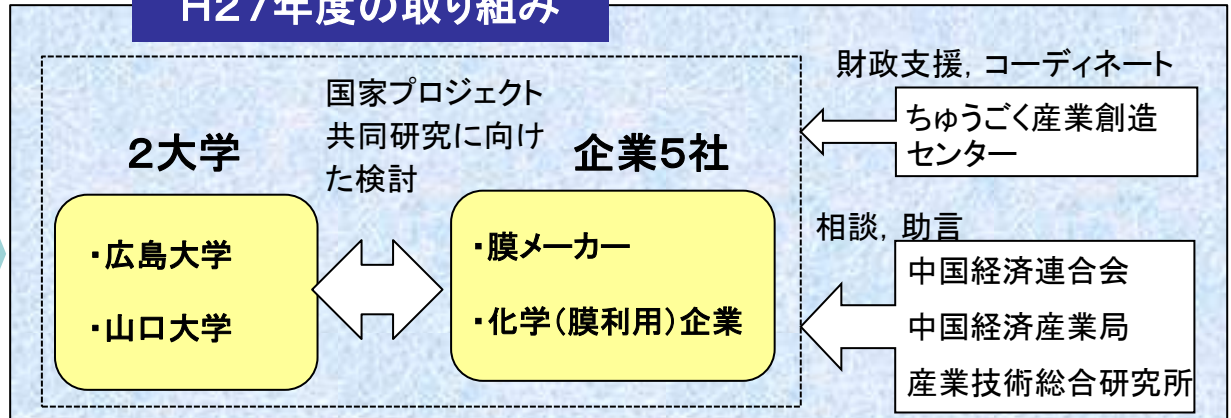 H27年度の取り組み
国家プロジェクト
共同研究に向け
た検討
2大学
・広島大学
・山口大学
企業5社
・膜メーカー
・化学(膜利用)企業
財政支援, コーディネート
ちゅうごく産業創造
センター
相談, 助言
中国経済連合会
中国経済産業局
産業技術総合研究所